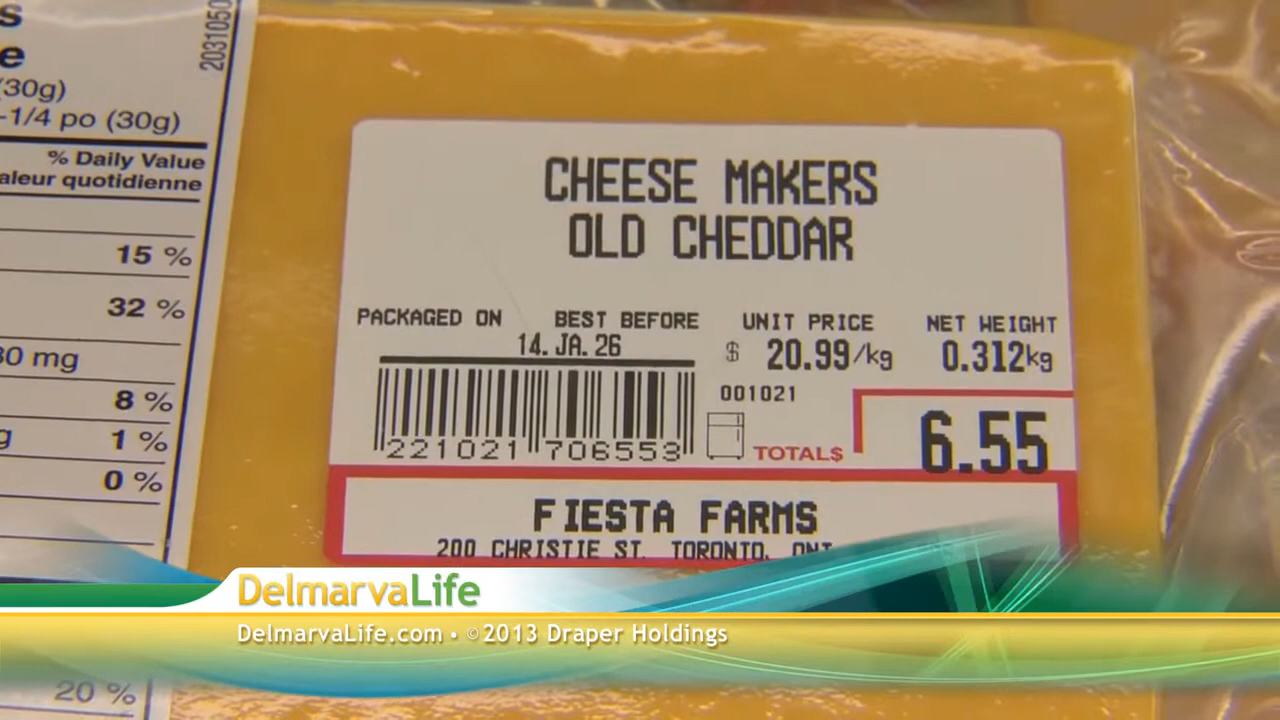 s
e
2031050
(30g)
-1/4 po (30g)
% Daily Value
aleur quotidienne
15 %
32 %
30 mg
8 %
g 1 %
0 %
20 %
CHEESE MAKERS
OLD CHEDDAR
PACKAGED ON BEST BEFORE UNIT PRICE NET WEIGHT
14. JA. 26 $ 20.99/kg 0.312kg
001021
221021 706553
TOTAL$ 6.55
FIESTA FARMS
200 CHRISTIE ST. TORONTO, ONT
DelmarvaLife
DelmarvaLife.com • ©2013 Draper Holdings